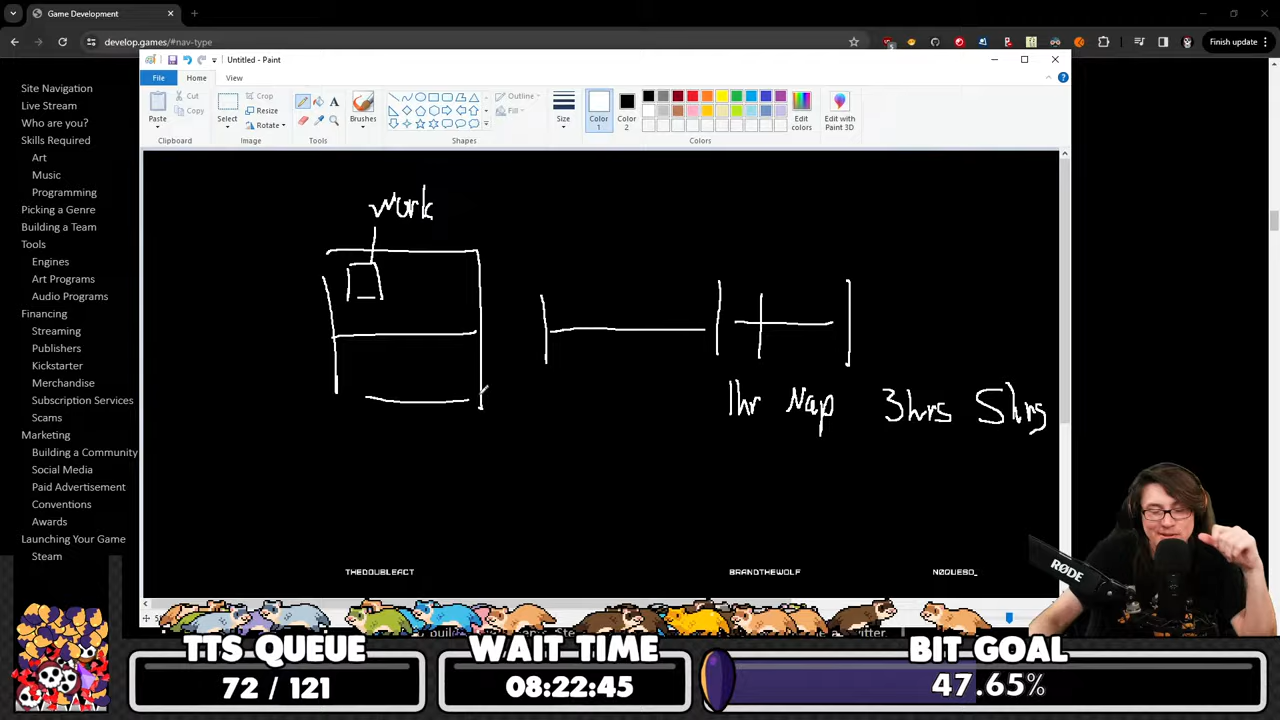 Game Development
develop.games/#nav-type
Finish update
Untitled - Paint
File
Home
View
Paste
Cut
Copy
Clipboard
Select
Crop
Resize
Rotate
Image
Tools
Brushes
Shapes
Outline
Fill
Size
Color 1
Color 2
Edit colors
Colors
Edit with Paint 3D
Site Navigation
Live Stream
Who are you?
Skills Required
Art
Music
Programming
Picking a Genre
Building a Team
Tools
Engines
Art Programs
Audio Programs
Financing
Streaming
Publishers
Kickstarter
Merchandise
Subscription Services
Scams
Marketing
Building a Community
Social Media
Paid Advertisement
Conventions
Awards
Launching Your Game
Steam
work
1hr Nap 3hrs 5hrs
THEDOUBLEACT
BRANDTHEWOLF
NØQUESO_
RØDE
TTS QUEUE
72 / 121
WAIT TIME
08:22:45
BIT GOAL
47.65%